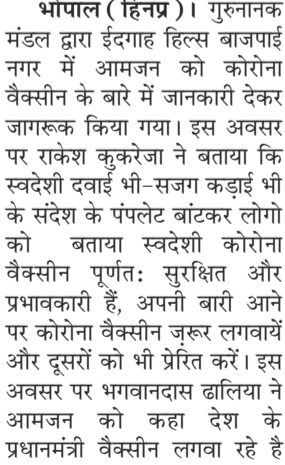 भोपाल ( हिनप्र )। गुरुनानक
मंडल द्वारा ईदगाह हिल्स बाजपाई
नगर में आमजन को कोरोना
वैक्सीन के बारे में जानकारी देकर
जागरूक किया गया। इस अवसर
पर राकेश कुकरेजा ने बताया कि
स्वदेशी दवाई भी-सजग कड़ाई भी
के संदेश के पंपलेट बांटकर लोगो
को बताया स्वदेशी कोरोना
वैक्सीन पूर्णत: सुरक्षित और
प्रभावकारी हैं, अपनी बारी आने
पर कोरोना वैक्सीन ज़रूर लगवायें
और दूसरों को भी प्रेरित करें। इस
अवसर पर भगवानदास ढालिया ने
आमजन को कहा देश के
प्रधानमंत्री वैक्सीन लगवा रहे है